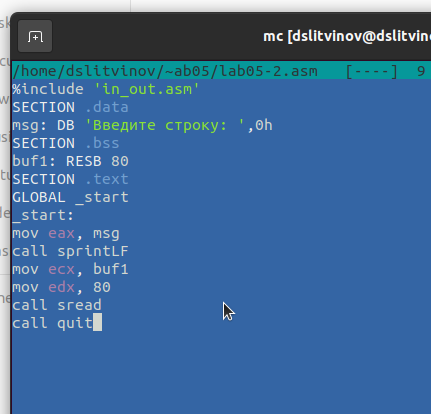 mc [dslitvinov@dslitvino
/home/dslitvinov/~ab05/lab05-2.asm [----] 9
%include 'in_out.asm'
SECTION .data
msg: DB 'Введите строку: ',0h
SECTION .bss
buf1: RESB 80
SECTION .text
GLOBAL _start
_start:
mov eax, msg
call sprintLF
mov ecx, buf1
mov edx, 80
call sread
call quit